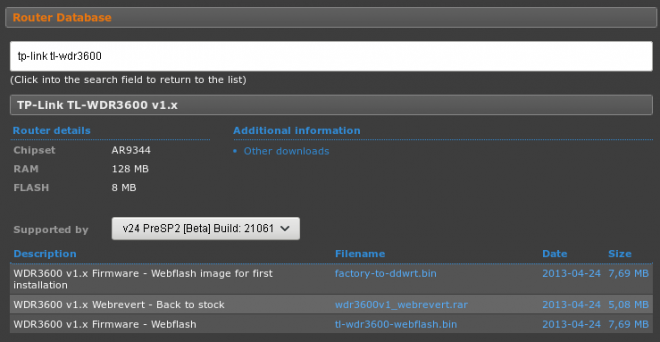 Router Database
tp-link tl-wdr3600
(Click into the search field to return to the list)
TP-Link TL-WDR3600 v1.x
Router details Additional information
Chipset AR9344 • Other downloads
RAM 128 MB
FLASH 8 MB
Supported by v24 PreSP2 [Beta] Build: 21061
Description Filename Date Size
WDR3600 v1.x Firmware - Webflash image for first factory-to-ddwrt.bin 2013-04-24 7,69 MB
installation
WDR3600 v1.x Webrevert - Back to stock wdr3600v1_webrevert.rar 2013-04-24 5,08 MB
WDR3600 v1.x Firmware - Webflash tl-wdr3600-webflash.bin 2013-04-24 7,69 MB